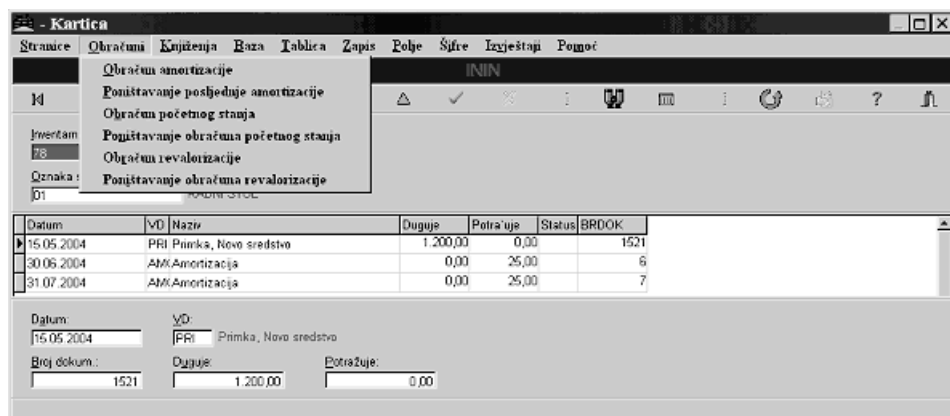 - Kartica
Stranice Obračuni Knjiženja Baza Tablica Zapis Polje Šifre Izvještaji Pomoć
ININ
Obračun amortizacije
Poništavanje posljednje amortizacije
Obračun početnog stanja
Poništavanje obračuna početnog stanja
Obračun revalorizacije
Poništavanje obračuna revalorizacije
?
Inventarn
78
Oznaka s
01 RADNI STOL
Datum VD Naziv Duguje Potra'uje Status BRDOK
15.05.2004 PRI Primka, Novo sredstvo 1.200,00 0,00 1521
30.06.2004 AM Amortizacija 0,00 25,00 6
31.07.2004 AM Amortizacija 0,00 25,00 7
Datum: VD:
15.05.2004 PRI Primka, Novo sredstvo
Broj dokum.: Duguje: Potražuje:
1521 1.200,00 0,00